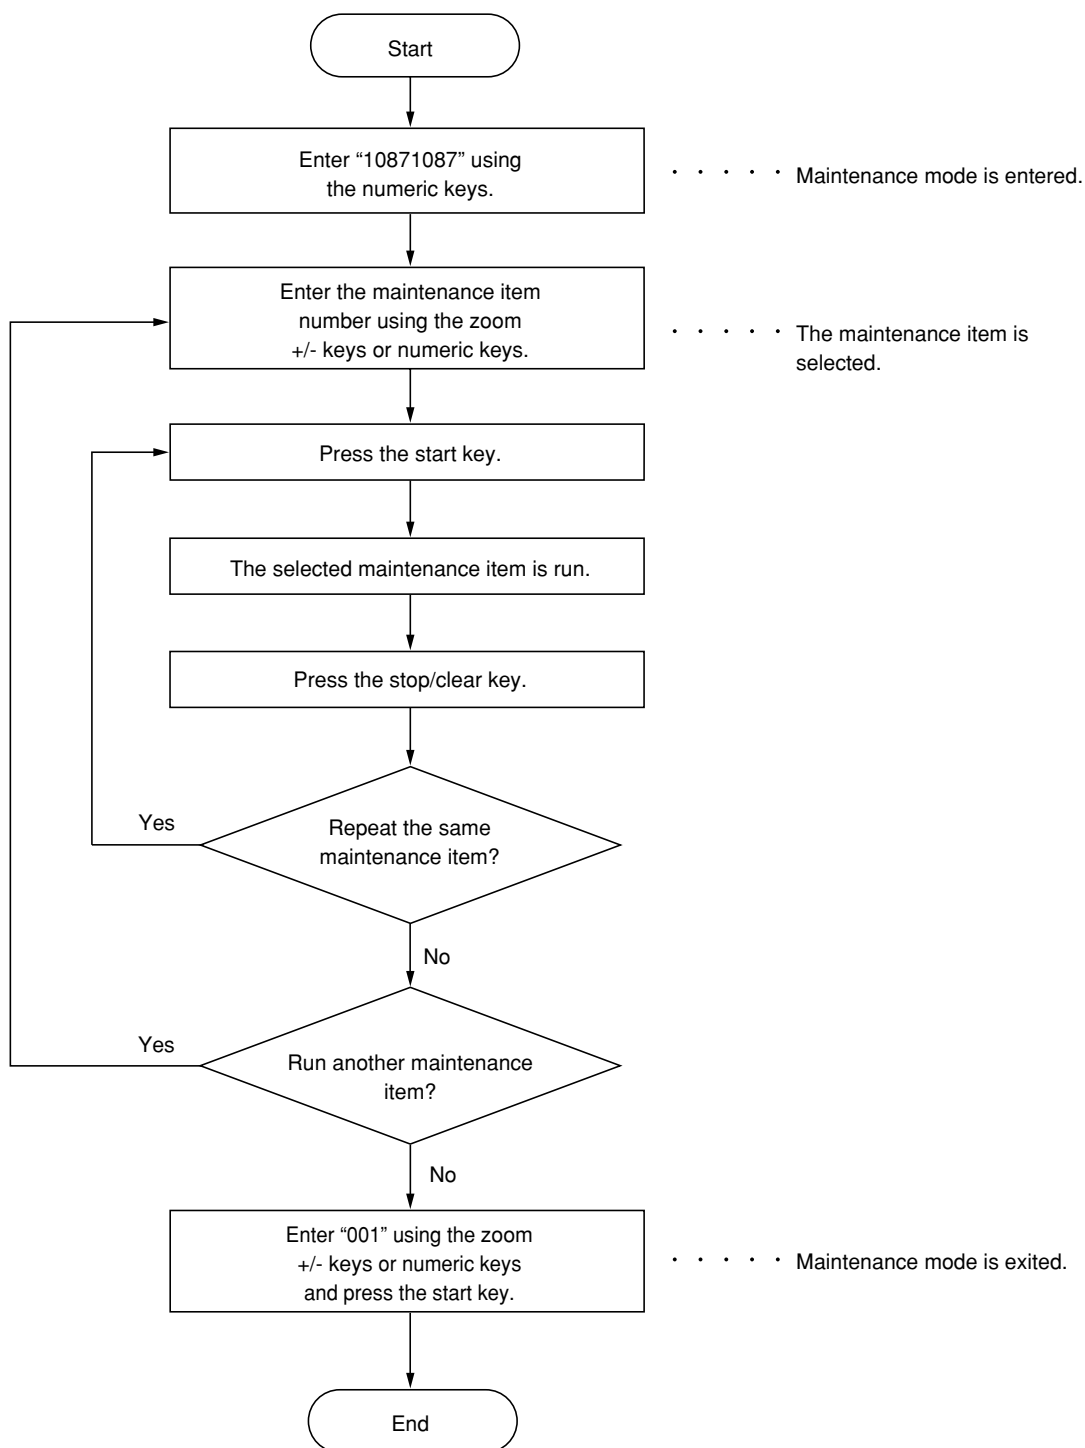 Start
Enter “10871087” using
the numeric keys.
Maintenance mode is entered.
Enter the maintenance item
number using the zoom
+/- keys or numeric keys.
The maintenance item is
selected.
Press the start key.
The selected maintenance item is run.
Press the stop/clear key.
Yes
Repeat the same
maintenance item?
No
Yes
Run another maintenance
item?
No
Enter “001” using the zoom
+/- keys or numeric keys
and press the start key.
Maintenance mode is exited.
End